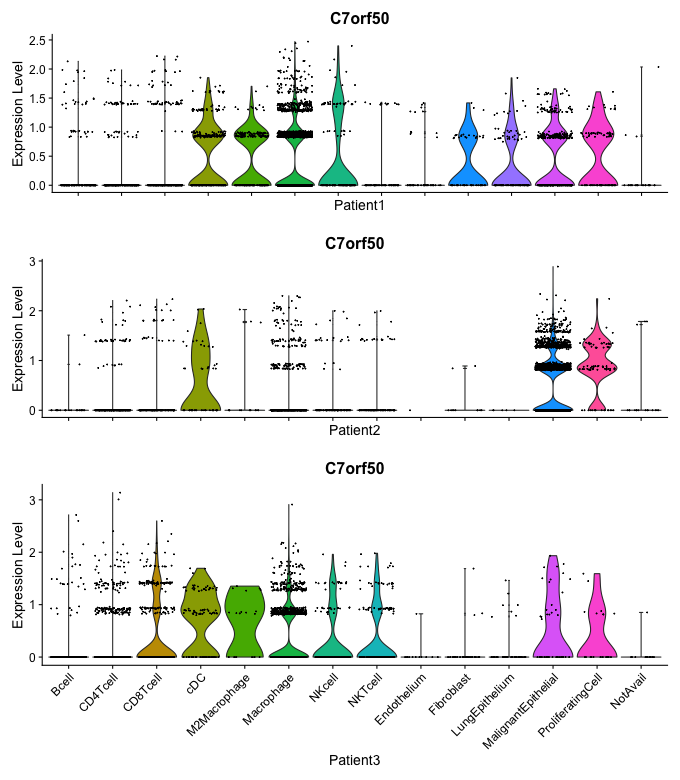 C7orf50
Expression Level
2.5
2.0
1.5
1.0
0.5
0.0
Patient1
C7orf50
Expression Level
3
2
1
0
Patient2
C7orf50
Expression Level
3
2
1
0
Bcell
CD4Tcell
CD8Tcell
cDC
M2Macrophage
Macrophage
NKcell
NKTcell
Endothelium
Fibroblast
LungEpithelium
MalignantEpithelial
ProliferatingCell
NotAvail
Patient3